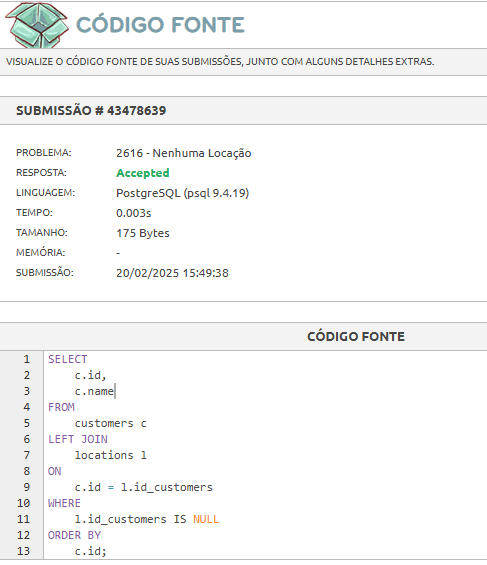 CÓDIGO FONTE
VISUALIZE O CÓDIGO FONTE DE SUAS SUBMISSÕES, JUNTO COM ALGUNS DETALHES EXTRAS.
SUBMISSÃO # 43478639
PROBLEMA: 2616 - Nenhuma Locação
RESPOSTA: Accepted
LINGUAGEM: PostgreSQL (psql 9.4.19)
TEMPO: 0.003s
TAMANHO: 175 Bytes
MEMÓRIA: -
SUBMISSÃO: 20/02/2025 15:49:38
CÓDIGO FONTE
1 SELECT
2 c.id,
3 c.name
4 FROM
5 customers c
6 LEFT JOIN
7 locations l
8 ON
9 c.id = l.id_customers
10 WHERE
11 l.id_customers IS NULL
12 ORDER BY
13 c.id;